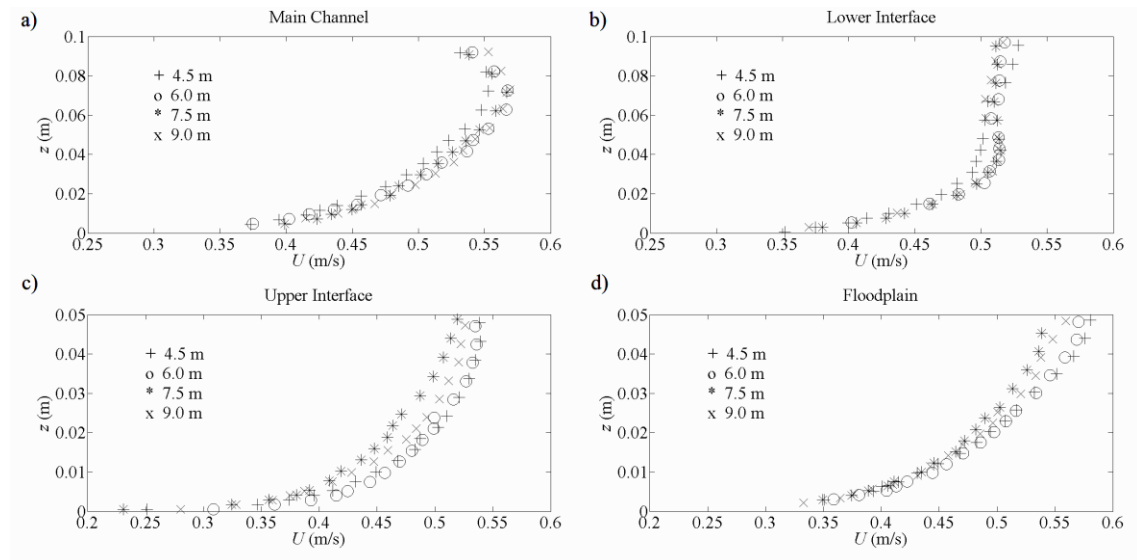 a)
Main Channel
0.1
0.08
0.06
0.04
0.02
0
z (m)
+ 4.5 m
o 6.0 m
* 7.5 m
x 9.0 m
0.25 0.3 0.35 0.4 0.45 0.5 0.55 0.6
U (m/s)
b)
Lower Interface
0.1
0.08
0.06
0.04
0.02
0
z (m)
+ 4.5 m
o 6.0 m
* 7.5 m
x 9.0 m
0.25 0.3 0.35 0.4 0.45 0.5 0.55 0.6
U (m/s)
c)
Upper Interface
0.05
0.04
0.03
0.02
0.01
0
z (m)
+ 4.5 m
o 6.0 m
* 7.5 m
x 9.0 m
0.2 0.25 0.3 0.35 0.4 0.45 0.5 0.55 0.6
U (m/s)
d)
Floodplain
0.05
0.04
0.03
0.02
0.01
0
z (m)
+ 4.5 m
o 6.0 m
* 7.5 m
x 9.0 m
0.2 0.25 0.3 0.35 0.4 0.45 0.5 0.55 0.6
U (m/s)